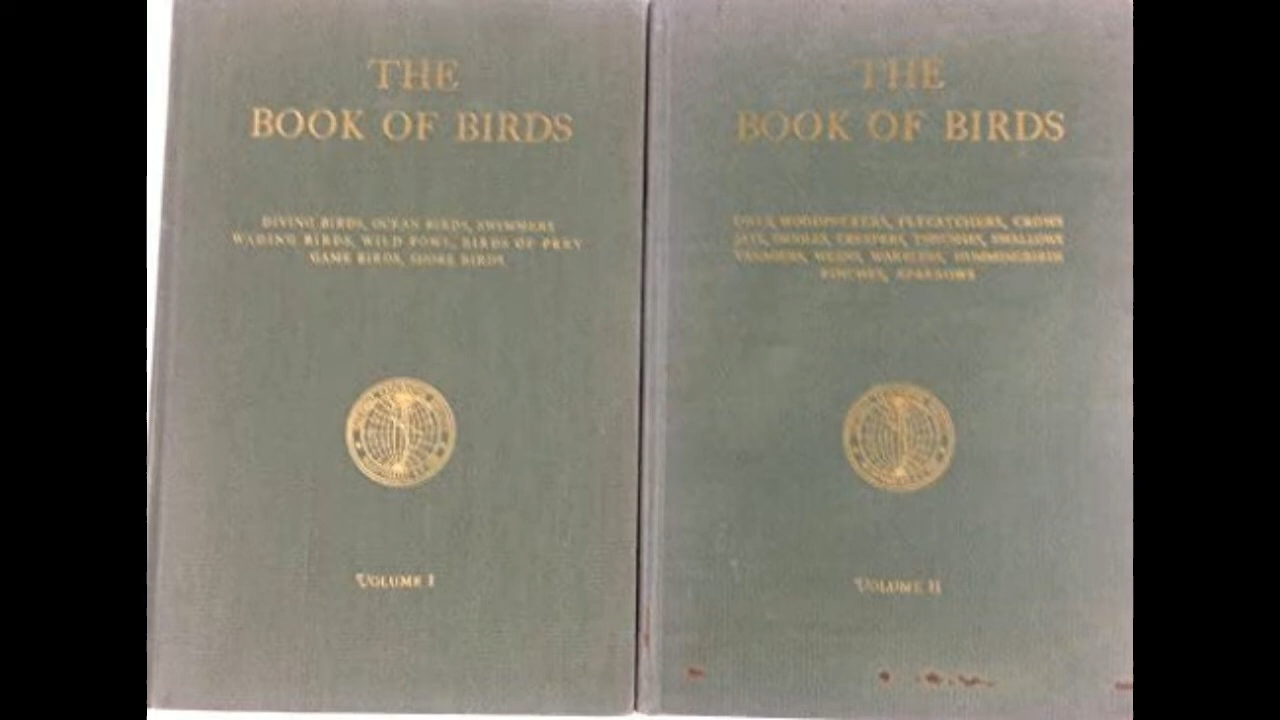 THE
BOOK OF BIRDS
DIVING BIRDS, OCEAN BIRDS, SWIMMERS
WADING BIRDS, WILD FOWL, BIRDS OF PREY
GAME BIRDS, SHORE BIRDS
VOLUME I
THE
BOOK OF BIRDS
OWLS, WOODPECKERS, FLYCATCHERS, CROWS
JAYS, ORIOLES, CREEPERS, THRUSHES, SWALLOWS
TANAGERS, WRENS, WARBLERS, HUMMINGBIRDS
FINCHES, SPARROWS
VOLUME II